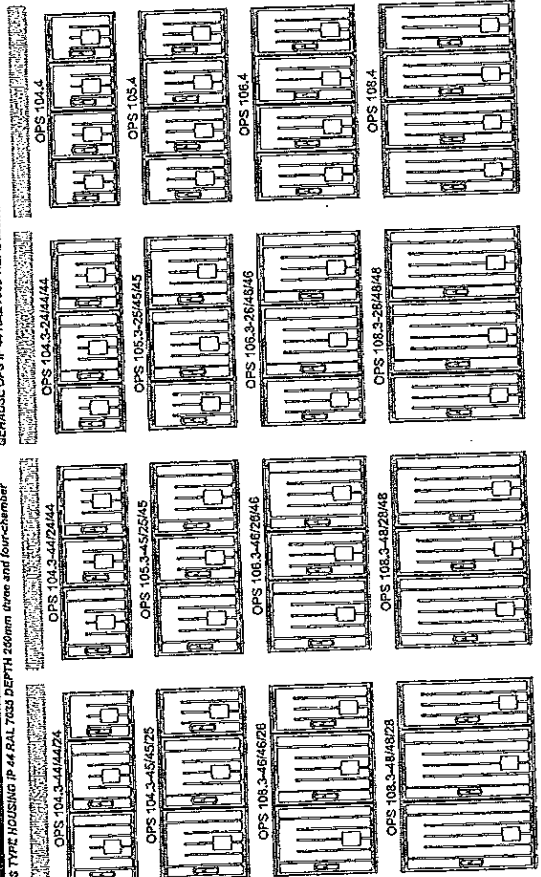 S TYPE HOUSING IP 44 RAL 7035 DEPTH 250mm three and four-chamber
OPS 104.3-44/44/24
OPS 104.3-44/24/44
OPS 104.3-24/44/44
OPS 104.4
OPS 104.3-45/45/25
OPS 105.3-45/25/45
OPS 105.3-25/45/45
OPS 105.4
OPS 106.3-46/46/26
OPS 106.3-46/26/46
OPS 106.3-26/46/46
OPS 106.4
OPS 108.3-48/48/28
OPS 108.3-48/28/48
OPS 108.3-28/48/48
OPS 108.4